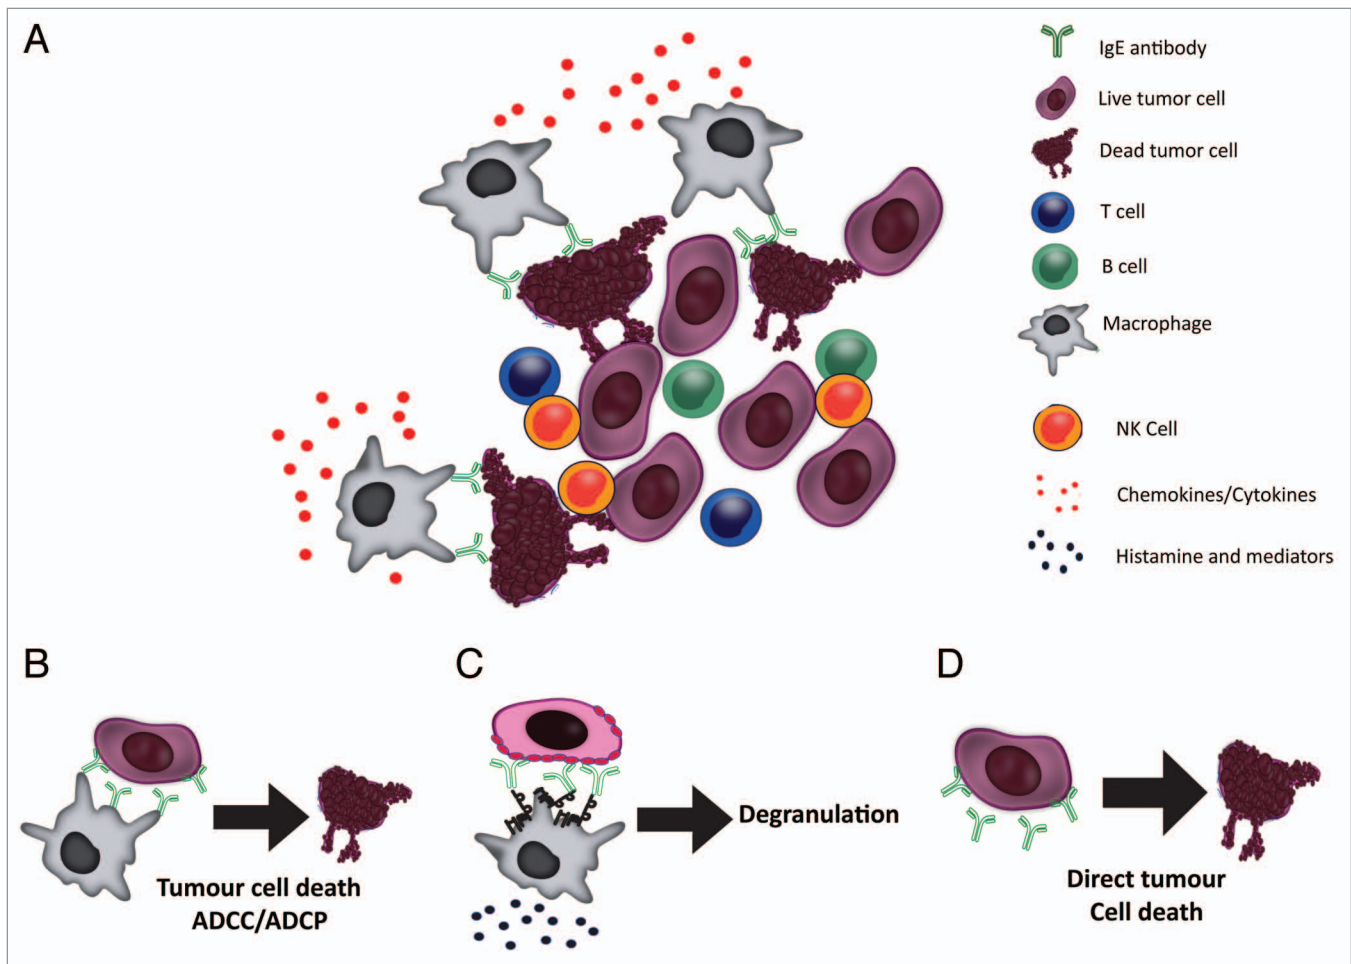 A
IgE antibody
Live tumor cell
Dead tumor cell
T cell
B cell
Macrophage
NK Cell
Chemokines/Cytokines
Histamine and mediators
B
Tumour cell death
ADCC/ADCP
C
Degranulation
D
Direct tumour
Cell death